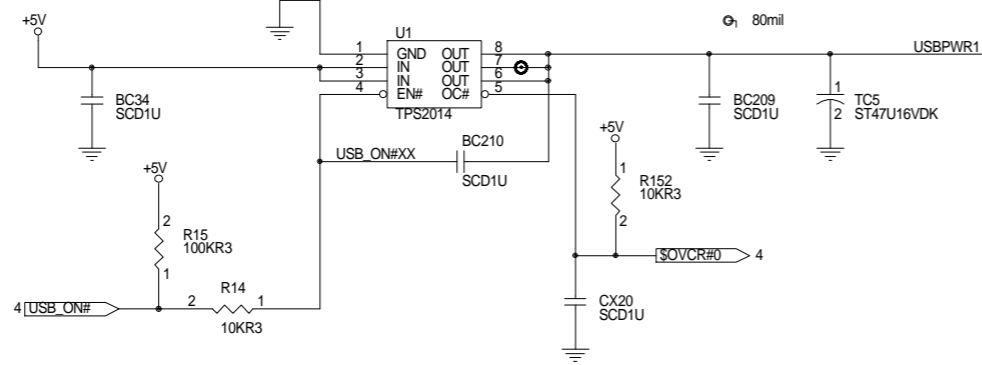 +5V
1 80mil
U1
1 GND OUT 8
2 IN OUT 7
3 IN OUT 6
4 EN# OC# 5
TPS2014
USBPWR1
BC34
SCD1U
BC209
SCD1U
1
TC5
2
ST47U16VDK
+5V
BC210
USB_ON#XX
SCD1U
1
R152
10KR3
2
+5V
2
R15
100KR3
1
$OVCR#0 4
R14
4 USB_ON#
2 1
10KR3
CX20
SCD1U